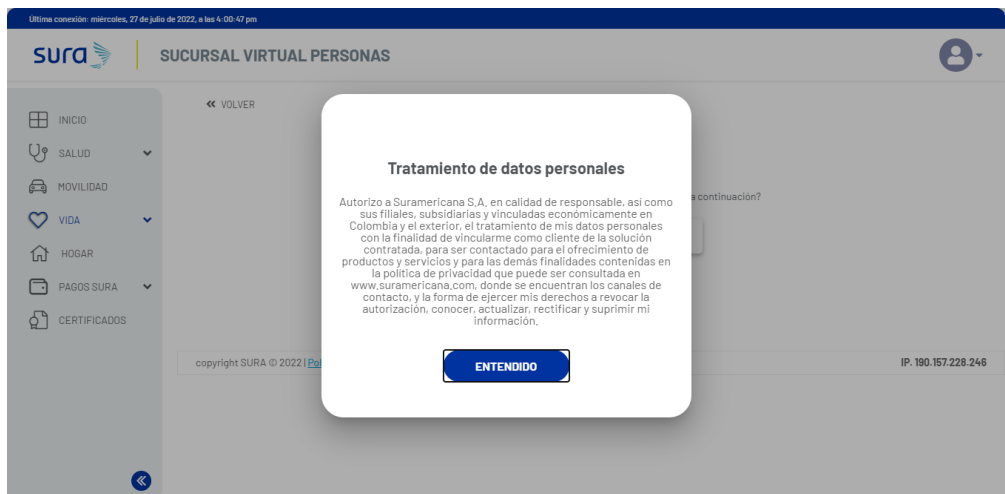 Última conexión: miércoles, 27 de julio de 2022, a las 4:00:47 pm
sura
SUCURSAL VIRTUAL PERSONAS
VOLVER
INICIO
SALUD
MOVILIDAD
VIDA
HOGAR
PAGOS SURA
CERTIFICADOS
a continuación?
Tratamiento de datos personales
Autorizo a Suramericana S.A. en calidad de responsable, así como
sus filiales, subsidiarias y vinculadas económicamente en
Colombia y el exterior, el tratamiento de mis datos personales
con la finalidad de vincularme como cliente de la solución
contratada, para ser contactado para el ofrecimiento de
productos y servicios y para las demás finalidades contenidas en
la política de privacidad que puede ser consultada en
www.suramericana.com, donde se encuentran los canales de
contacto, y la forma de ejercer mis derechos a revocar la
autorización, conocer, actualizar, rectificar y suprimir mi
información.
ENTENDIDO
copyright SURA © 2022 | Pol
IP. 190.157.228.246